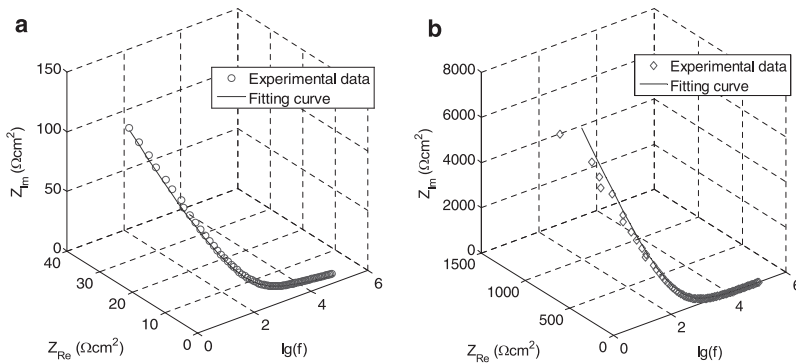 a
150
100
50
0
Z_Im (Ωcm²)
40
30
20
10
0
Z_Re (Ωcm²)
0
2
4
6
lg(f)
Experimental data
Fitting curve
b
8000
6000
4000
2000
0
Z_Im (Ωcm²)
1500
1000
500
0
Z_Re (Ωcm²)
0
2
4
6
lg(f)
Experimental data
Fitting curve